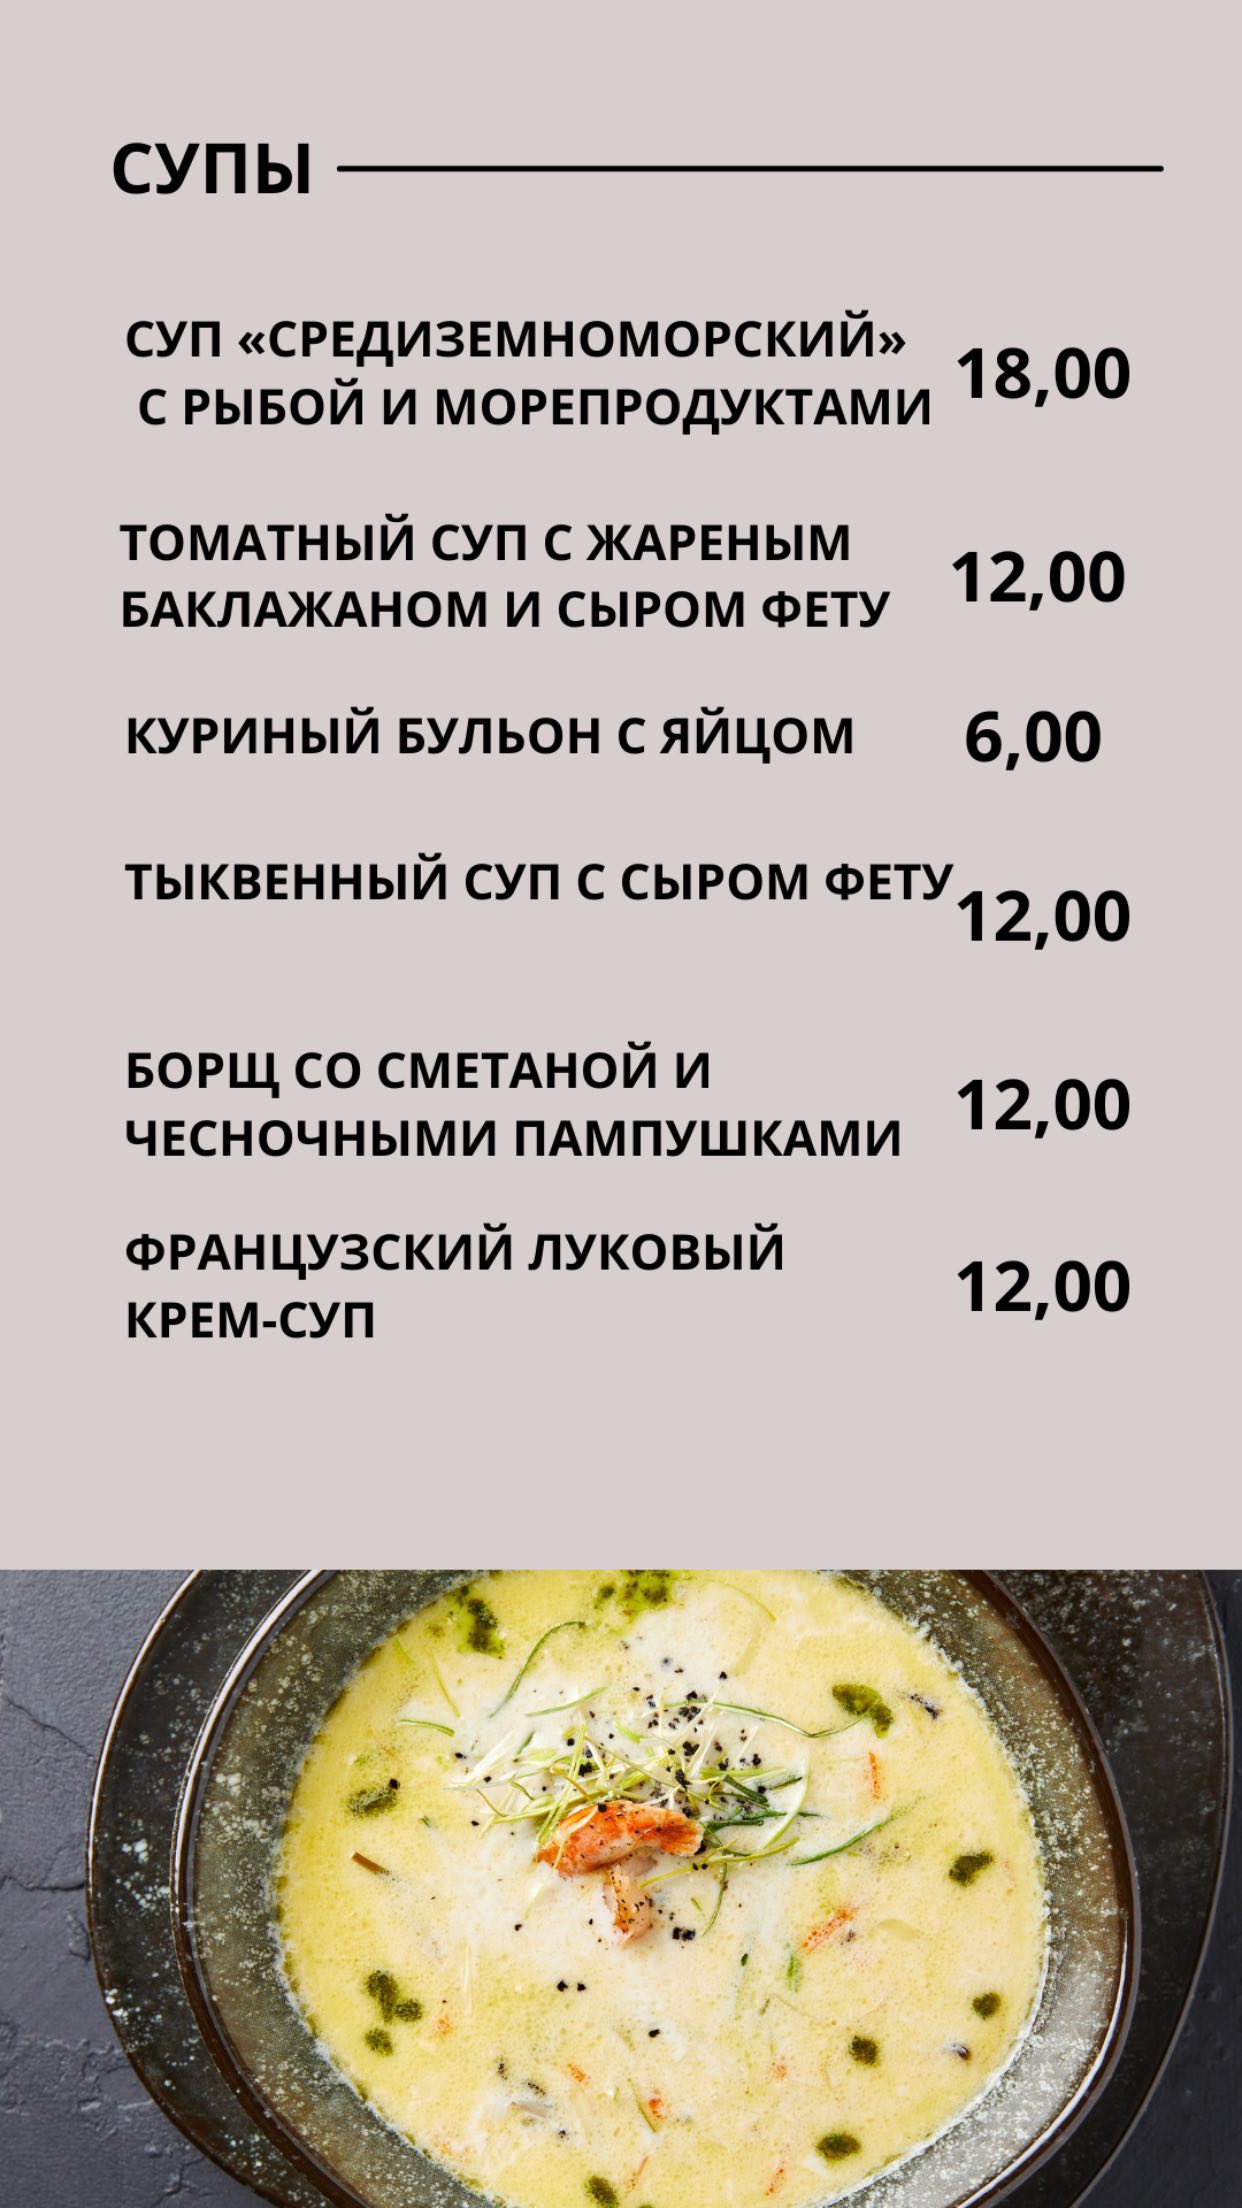 СУПЫ
СУП «СРЕДИЗЕМНОМОРСКИЙ»
С РЫБОЙ И МОРЕПРОДУКТАМИ
18,00
ТОМАТНЫЙ СУП С ЖАРЕНЫМ
БАКЛАЖАНОМ И СЫРОМ ФЕТУ
12,00
КУРИНЫЙ БУЛЬОН С ЯЙЦОМ
6,00
ТЫКВЕННЫЙ СУП С СЫРОМ ФЕТУ
12,00
БОРЩ СО СМЕТАНОЙ И
ЧЕСНОЧНЫМИ ПАМПУШКАМИ
12,00
ФРАНЦУЗСКИЙ ЛУКОВЫЙ
КРЕМ-СУП
12,00